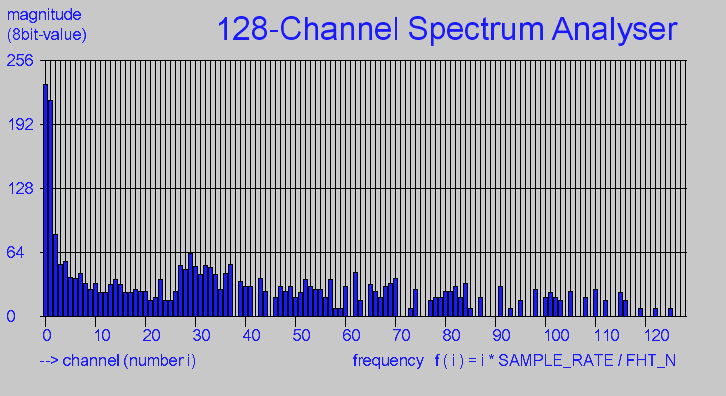 magnitude
(8bit-value)
128-Channel Spectrum Analyser
256
192
128
64
0
0 10 20 30 40 50 60 70 80 90 100 110 120
--> channel (number i) frequency f ( i ) = i * SAMPLE_RATE / FHT_N